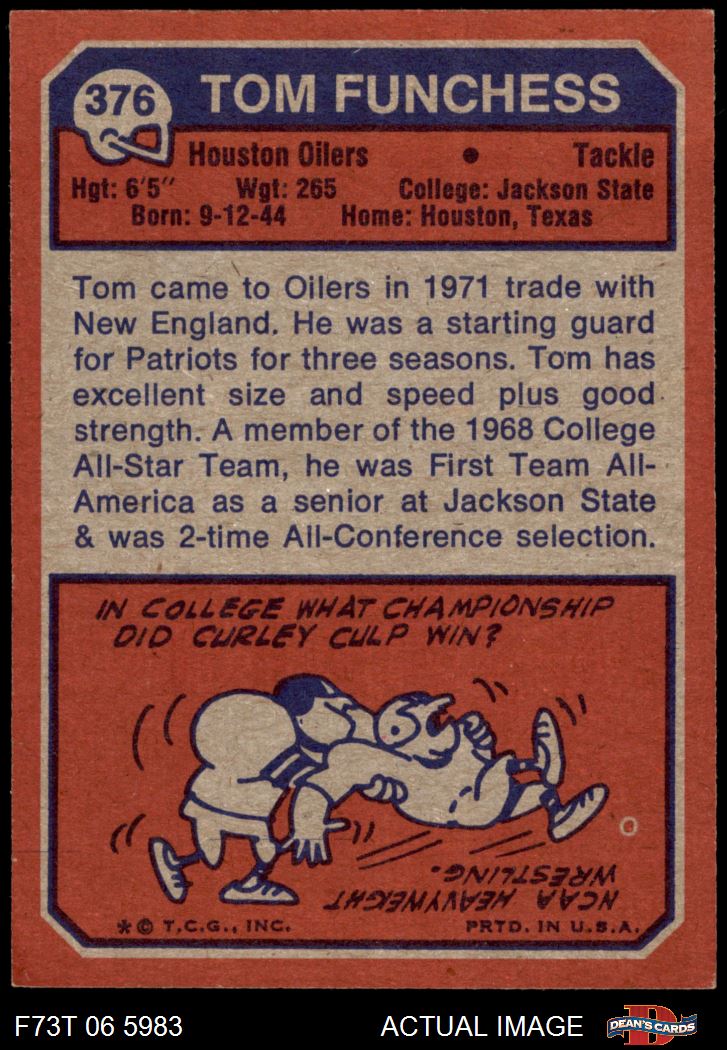 376
TOM FUNCHESS
Houston Oilers • Tackle
Hgt: 6'5" Wgt: 265 College: Jackson State
Born: 9-12-44 Home: Houston, Texas
Tom came to Oilers in 1971 trade with
New England. He was a starting guard
for Patriots for three seasons. Tom has
excellent size and speed plus good
strength. A member of the 1968 College
All-Star Team, he was First Team All-
America as a senior at Jackson State
& was 2-time All-Conference selection.
IN COLLEGE WHAT CHAMPIONSHIP
DID CURLEY CULP WIN?
NCAA HEAVYWEIGHT
WRESTLING.
* © T.C.G., INC. PRTD. IN U.S.A.
F73T 06 5983 ACTUAL IMAGE
D
DEAN'S CARDS